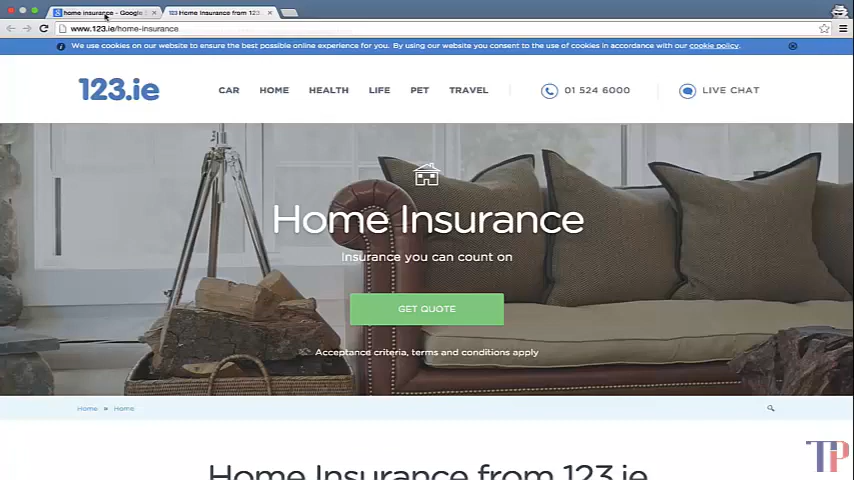 home insurance - Google
123 Home Insurance from 123
www.123.ie/home-insurance
We use cookies on our website to ensure the best possible online experience for you. By using our website you consent to the use of cookies in accordance with our cookie policy.
123.ie CAR HOME HEALTH LIFE PET TRAVEL 01 524 6000 LIVE CHAT
Home Insurance
Insurance you can count on
GET QUOTE
Acceptance criteria, terms and conditions apply
Home » Home
Home Insurance from 123.ie
TP